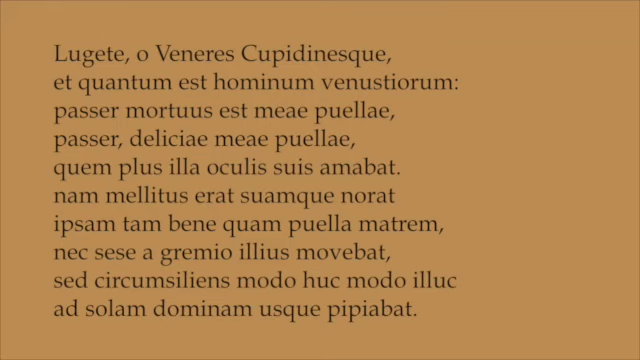 Lugete, o Veneres Cupidinesque,
et quantum est hominum venustiorum:
passer mortuus est meae puellae,
passer, deliciae meae puellae,
quem plus illa oculis suis amabat.
nam mellitus erat suamque norat
ipsam tam bene quam puella matrem,
nec sese a gremio illius movebat,
sed circumsiliens modo huc modo illuc
ad solam dominam usque pipiabat.